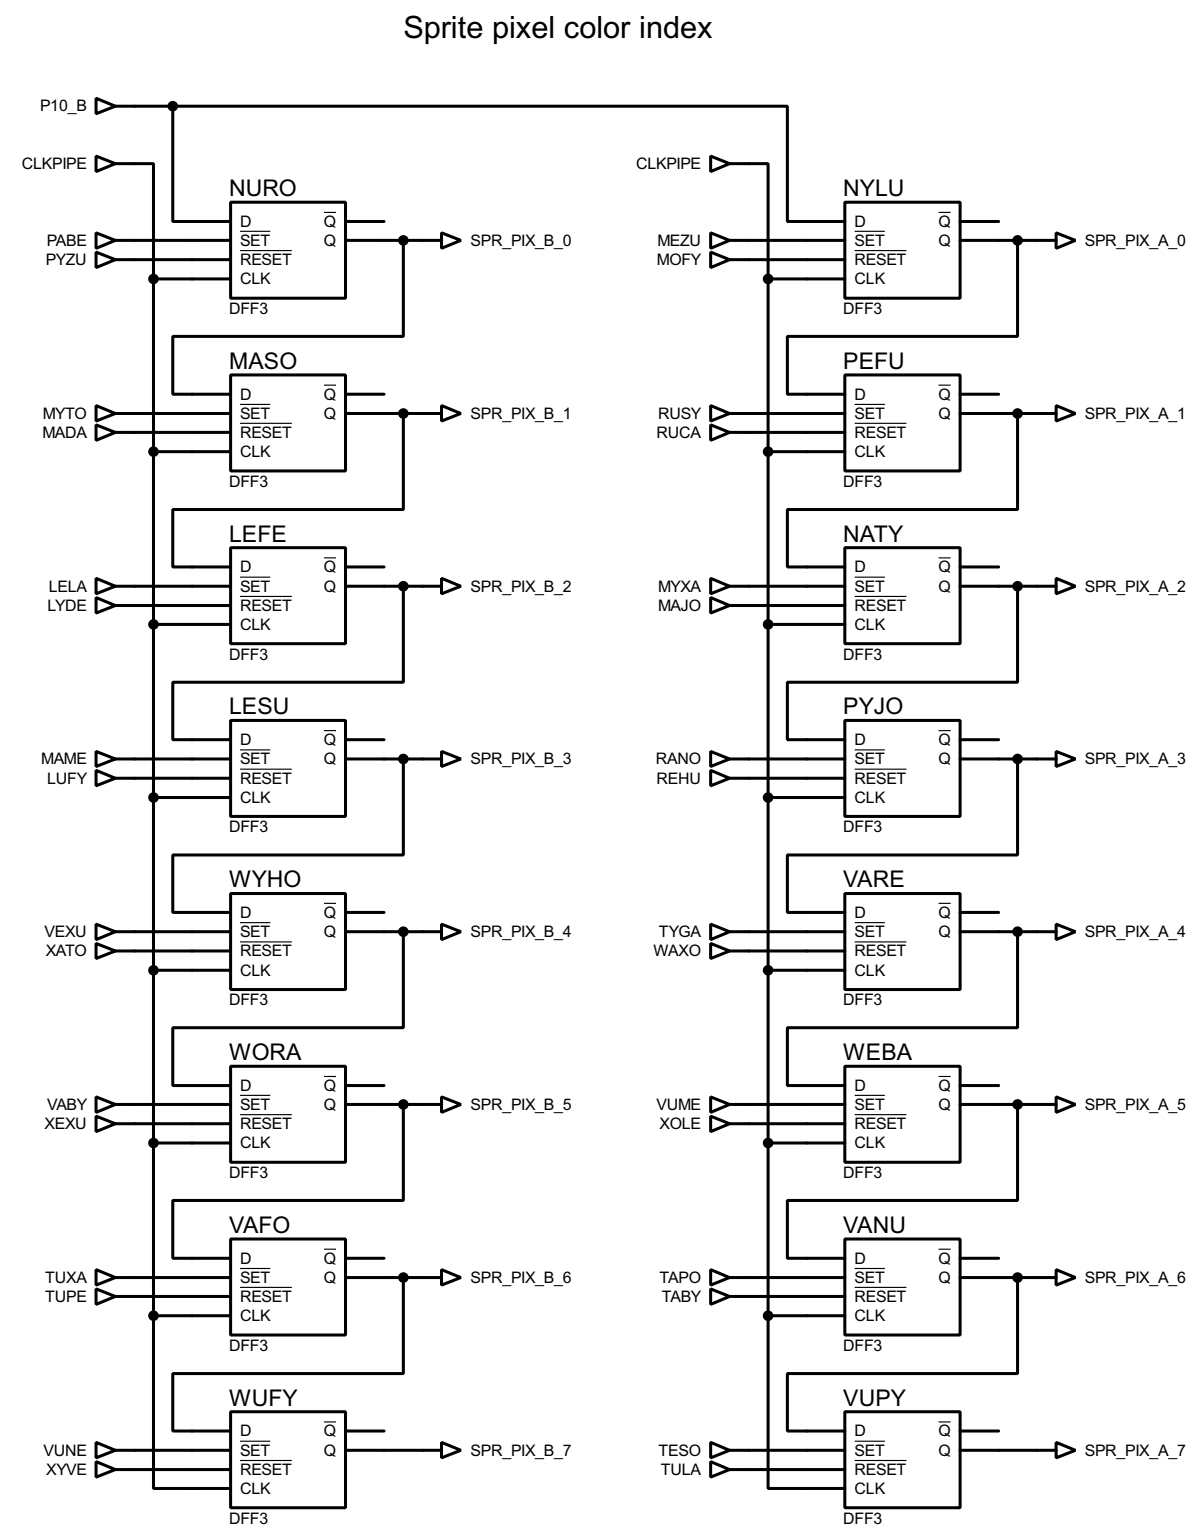 Sprite pixel color index
P10_B
CLKPIPE
CLKPIPE
NURO
D
Q
PABE
SET
Q
SPR_PIX_B_0
PYZU
RESET
CLK
DFF3
NYLU
D
Q
MEZU
SET
Q
SPR_PIX_A_0
MOFY
RESET
CLK
DFF3
MASO
D
Q
MYTO
SET
Q
SPR_PIX_B_1
MADA
RESET
CLK
DFF3
PEFU
D
Q
RUSY
SET
Q
SPR_PIX_A_1
RUCA
RESET
CLK
DFF3
LEFE
D
Q
LELA
SET
Q
SPR_PIX_B_2
LYDE
RESET
CLK
DFF3
NATY
D
Q
MYXA
SET
Q
SPR_PIX_A_2
MAJO
RESET
CLK
DFF3
LESU
D
Q
MAME
SET
Q
SPR_PIX_B_3
LUFY
RESET
CLK
DFF3
PYJO
D
Q
RANO
SET
Q
SPR_PIX_A_3
REHU
RESET
CLK
DFF3
WYHO
D
Q
VEXU
SET
Q
SPR_PIX_B_4
XATO
RESET
CLK
DFF3
VARE
D
Q
TYGA
SET
Q
SPR_PIX_A_4
WAXO
RESET
CLK
DFF3
WORA
D
Q
VABY
SET
Q
SPR_PIX_B_5
XEXU
RESET
CLK
DFF3
WEBA
D
Q
VUME
SET
Q
SPR_PIX_A_5
XOLE
RESET
CLK
DFF3
VAFO
D
Q
TUXA
SET
Q
SPR_PIX_B_6
TUPE
RESET
CLK
DFF3
VANU
D
Q
TAPO
SET
Q
SPR_PIX_A_6
TABY
RESET
CLK
DFF3
WUFY
D
Q
VUNE
SET
Q
SPR_PIX_B_7
XYVE
RESET
CLK
DFF3
VUPY
D
Q
TESO
SET
Q
SPR_PIX_A_7
TULA
RESET
CLK
DFF3